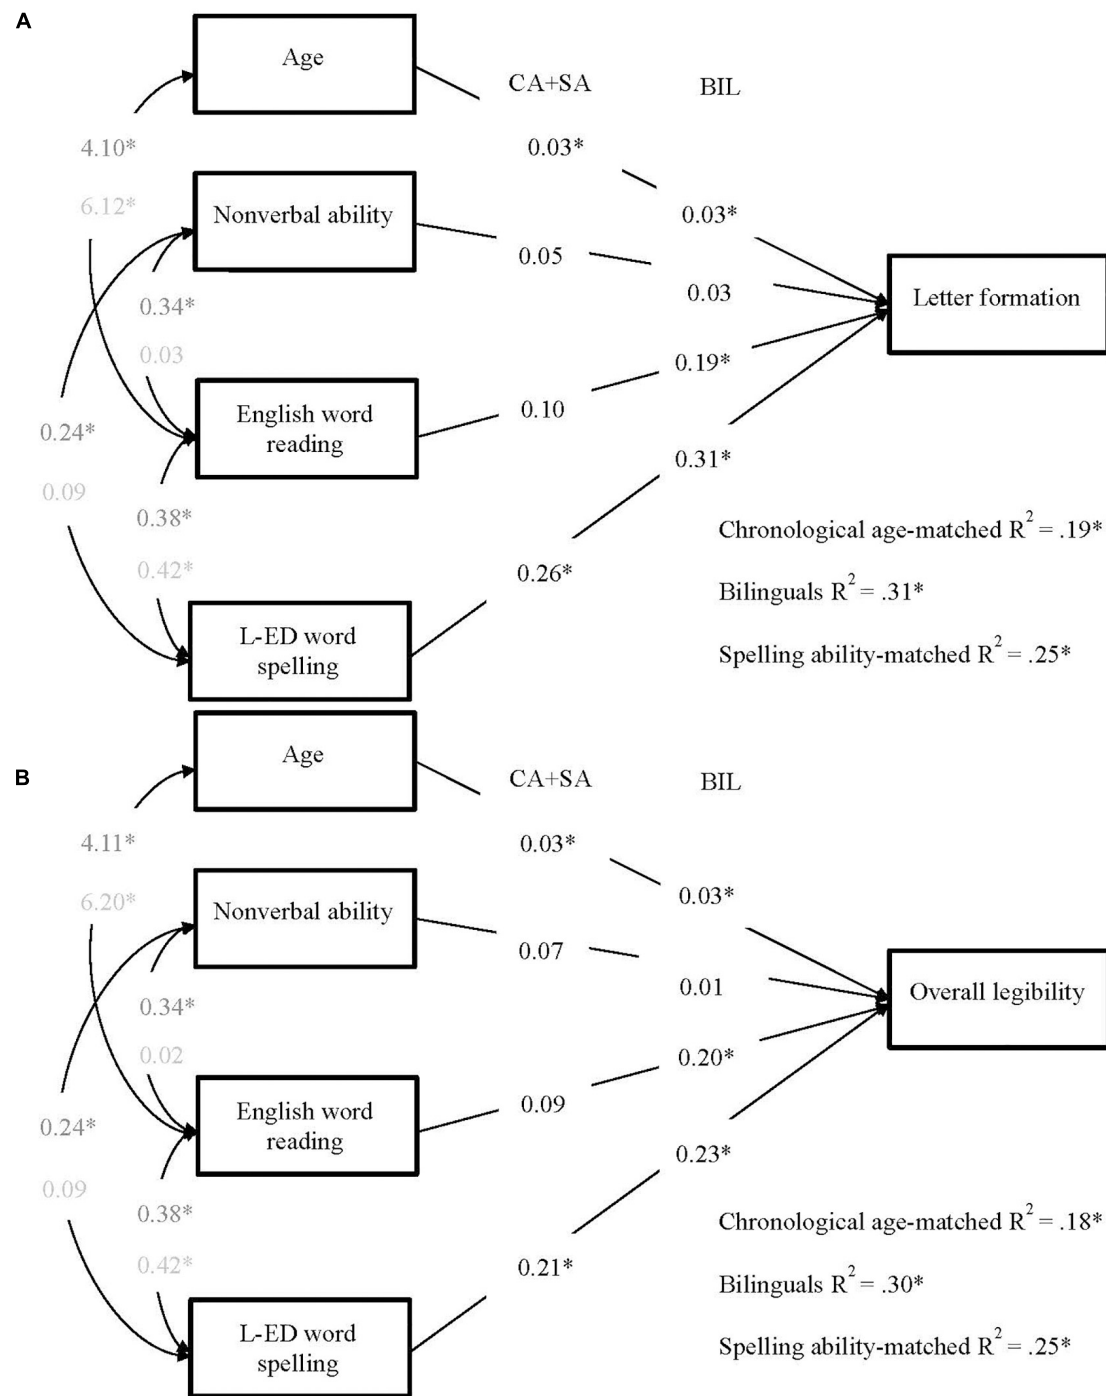 A
Age
CA+SA
BIL
4.10*
0.03*
6.12*
Nonverbal ability
0.03*
0.05
0.34*
0.03
Letter formation
0.03
0.19*
English word
reading
0.10
0.24*
0.31*
0.09
0.38*
Chronological age-matched R² = .19*
0.42*
0.26*
Bilinguals R² = .31*
L-ED word
spelling
Spelling ability-matched R² = .25*
B
Age
CA+SA
BIL
4.11*
0.03*
6.20*
Nonverbal ability
0.03*
0.07
0.34*
0.01
Overall legibility
0.02
0.20*
English word
reading
0.09
0.24*
0.23*
0.09
0.38*
Chronological age-matched R² = .18*
0.42*
0.21*
Bilinguals R² = .30*
L-ED word
spelling
Spelling ability-matched R² = .25*